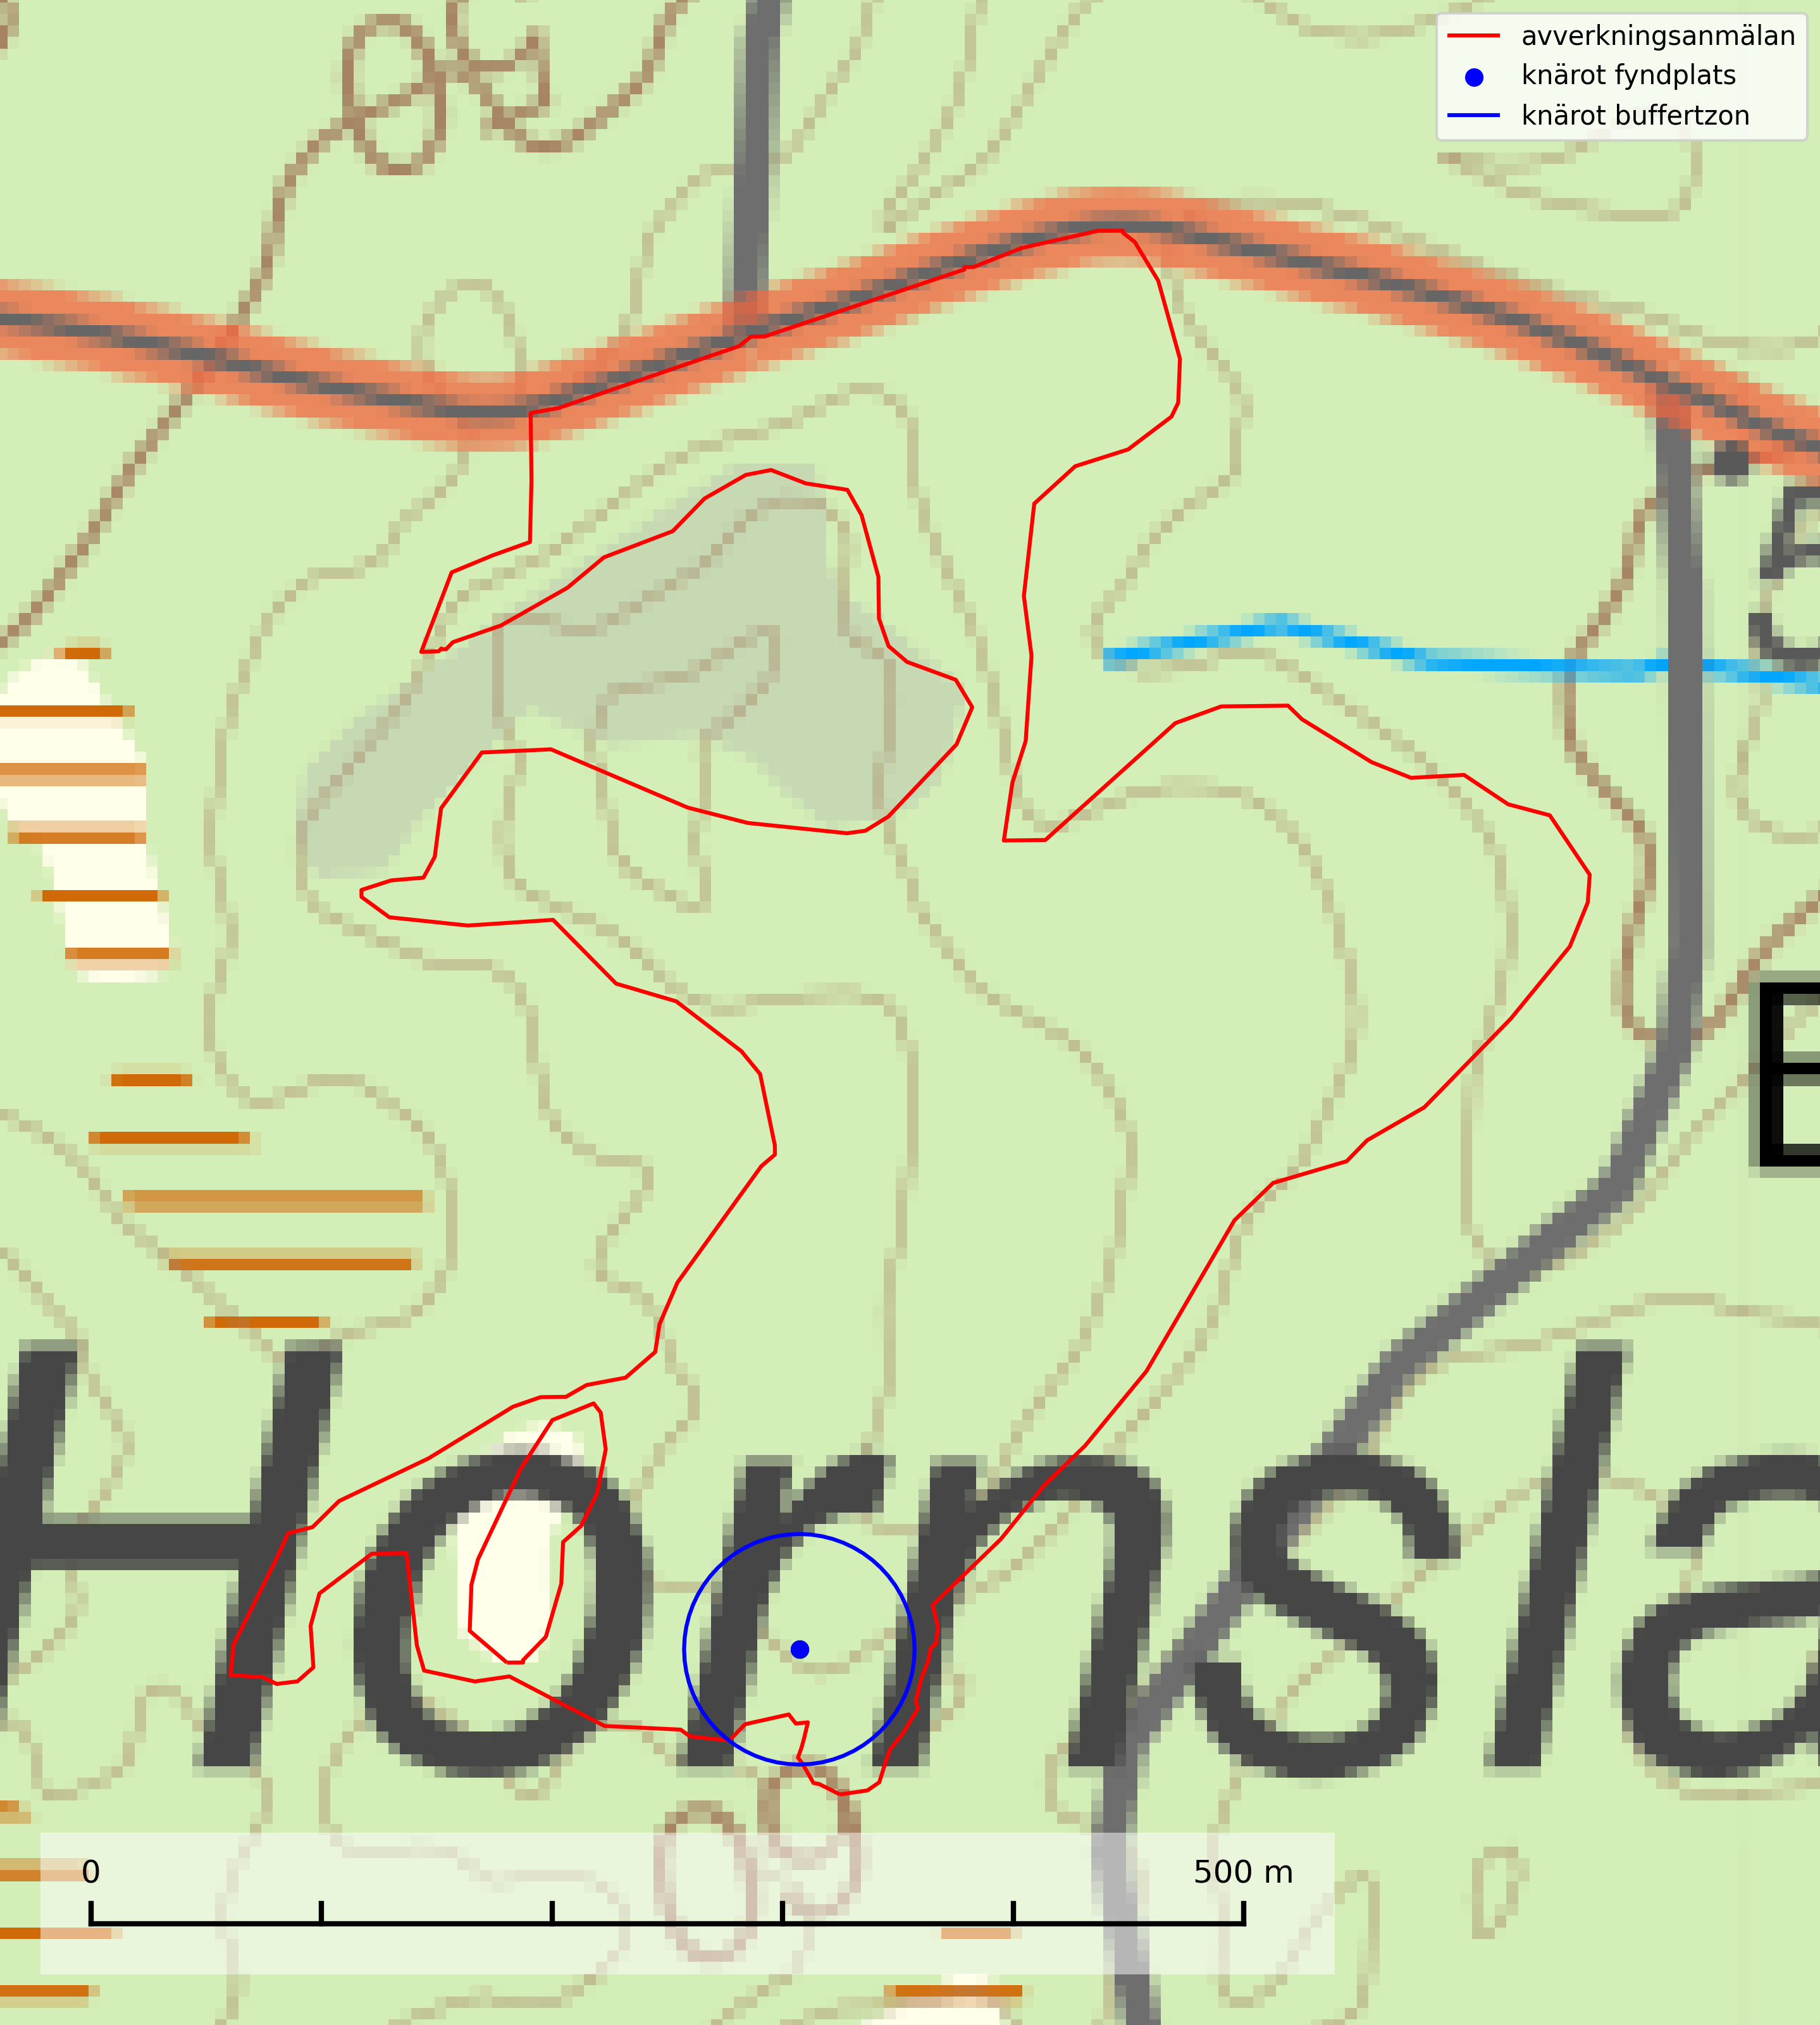 avverkningsanmälan
knärot fyndplats
knärot buffertzon
Hornsla
0 500 m